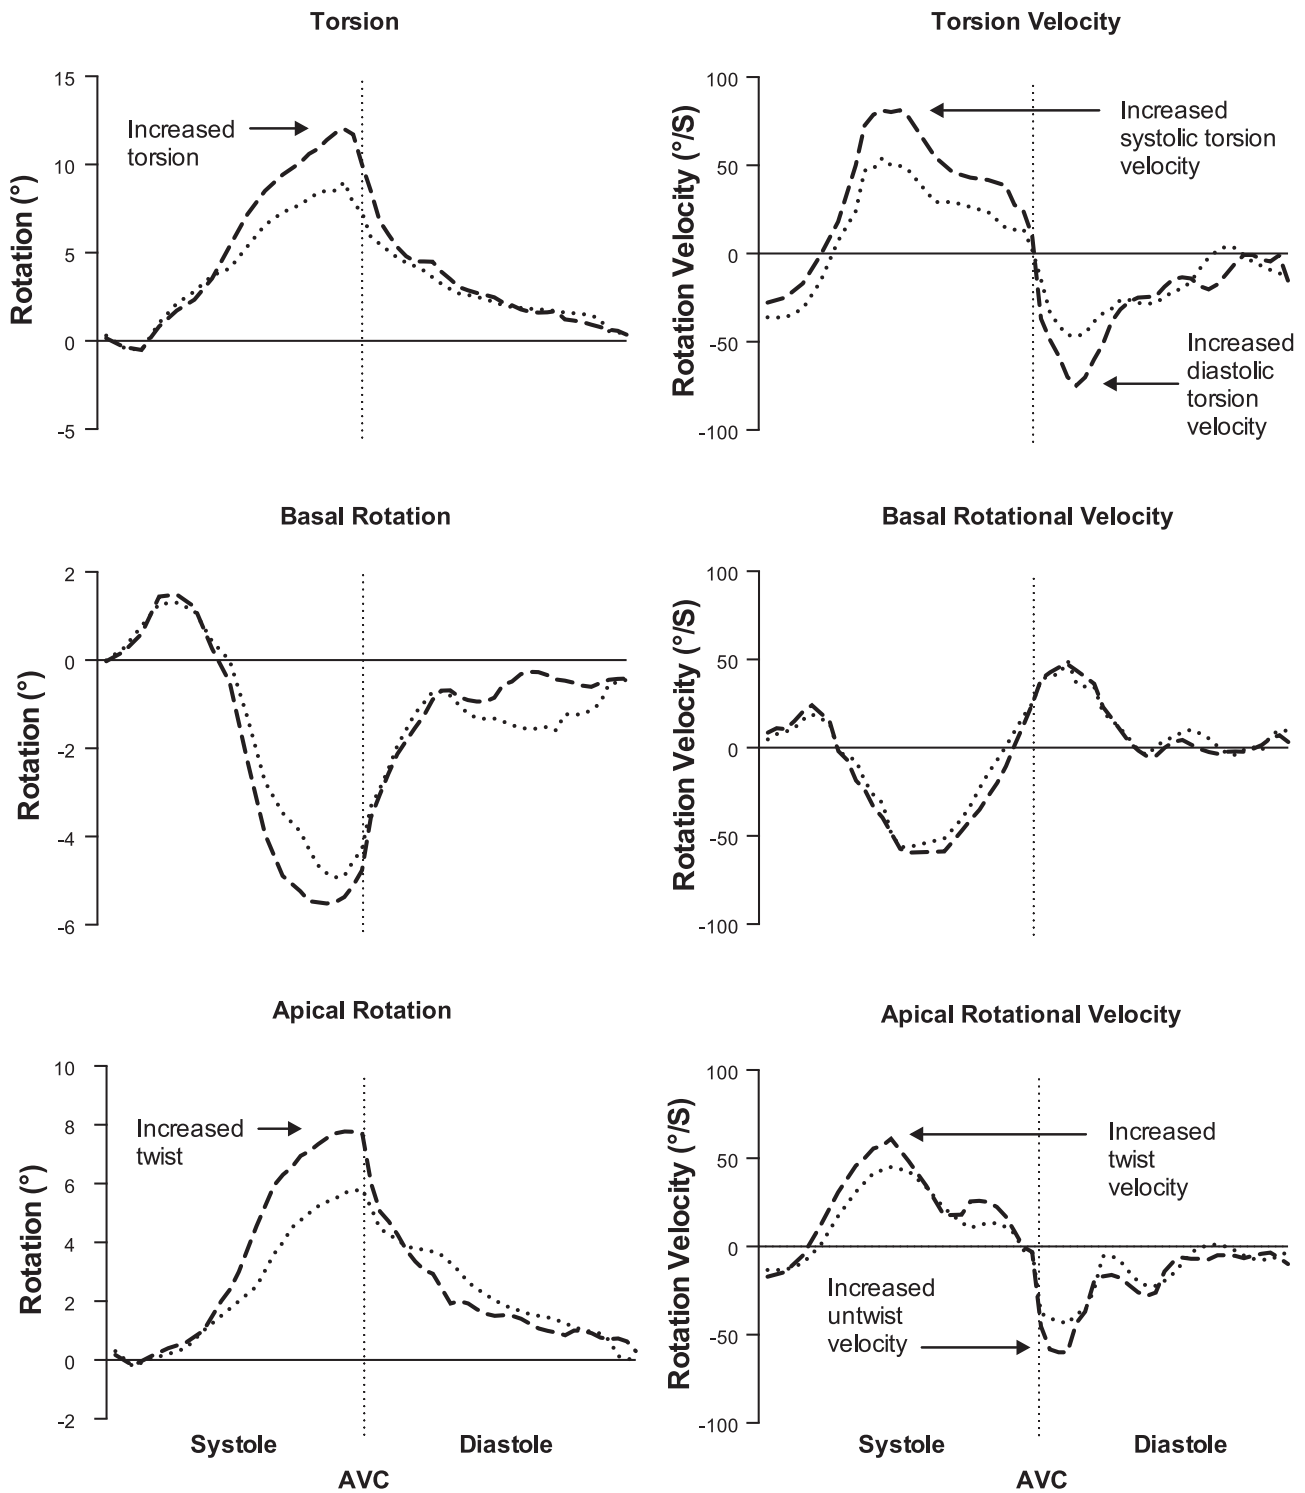 Torsion
Rotation (°)
15
10
5
0
-5
Increased
torsion
Torsion Velocity
Rotation Velocity (°/S)
100
50
0
-50
-100
Increased
systolic torsion
velocity
Increased
diastolic
torsion
velocity
Basal Rotation
Rotation (°)
2
0
-2
-4
-6
Basal Rotational Velocity
Rotation Velocity (°/S)
100
50
0
-50
-100
Apical Rotation
Rotation (°)
10
8
6
4
2
0
-2
Increased
twist
Systole
Diastole
AVC
Apical Rotational Velocity
Rotation Velocity (°/S)
100
50
0
-50
-100
Increased
twist
velocity
Increased
untwist
velocity
Systole
Diastole
AVC